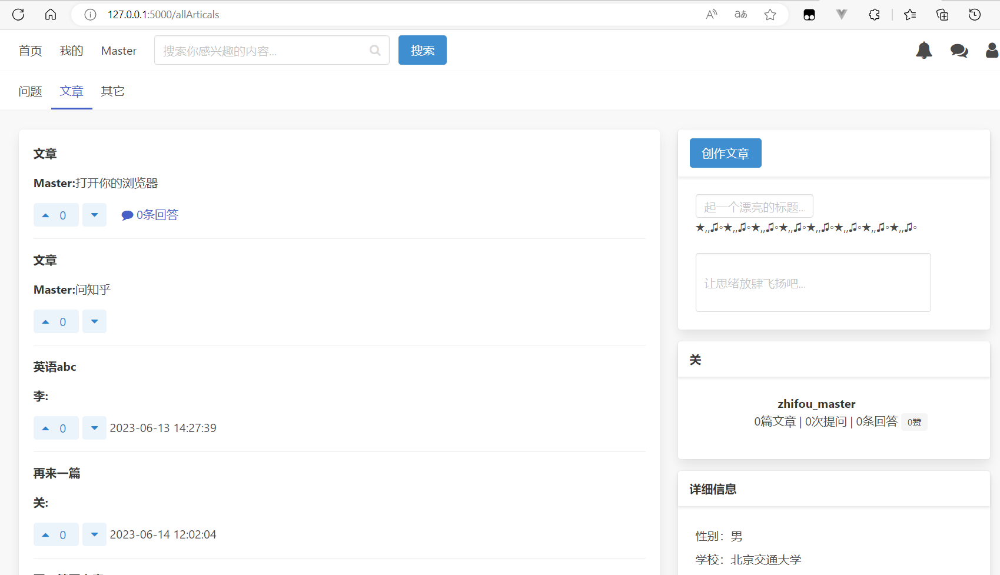 127.0.0.1:5000/allArticals
首页 我的 Master 搜索你感兴趣的内容... 搜索
问题 文章 其它
文章
Master:打开你的浏览器
0 0条回答
文章
Master:问知乎
0
英语abc
李:
0 2023-06-13 14:27:39
再来一篇
关:
0 2023-06-14 12:02:04
创作文章
起一个漂亮的标题...
★,,♫◦★,,♫◦★,,♫◦★,,♫◦★,,♫◦★,,♫◦★,,♫◦★,,♫◦
让思绪放肆飞扬吧...
关
zhifou_master
0篇文章 | 0次提问 | 0条回答 0赞
详细信息
性别：男
学校：北京交通大学